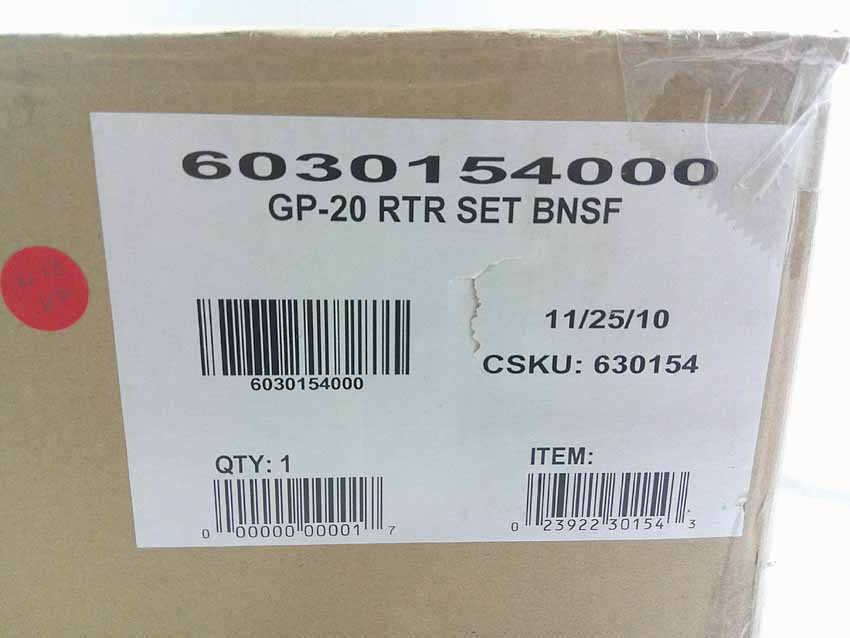 6030154000
GP-20 RTR SET BNSF
6030154000
11/25/10
CSKU: 630154
QTY: 1
0 00000 00001 7
ITEM:
0 23922 30154 3